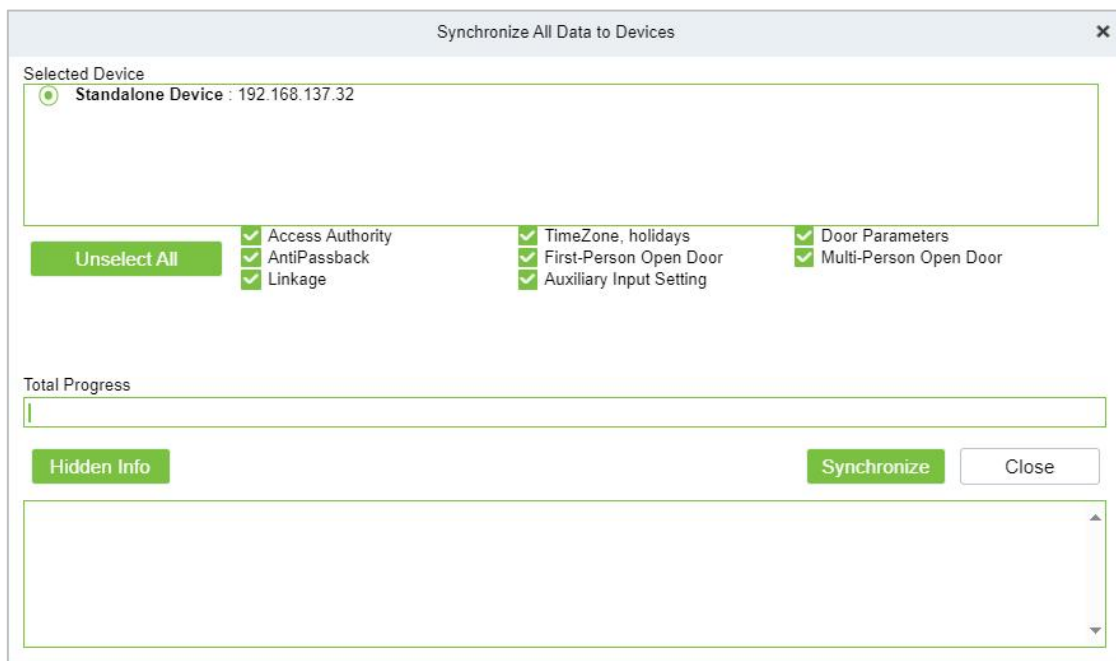 Synchronize All Data to Devices
Selected Device
Standalone Device : 192.168.137.32
Unselect All
Access Authority
TimeZone, holidays
Door Parameters
AntiPassback
First-Person Open Door
Multi-Person Open Door
Linkage
Auxiliary Input Setting
Total Progress
Hidden Info
Synchronize
Close